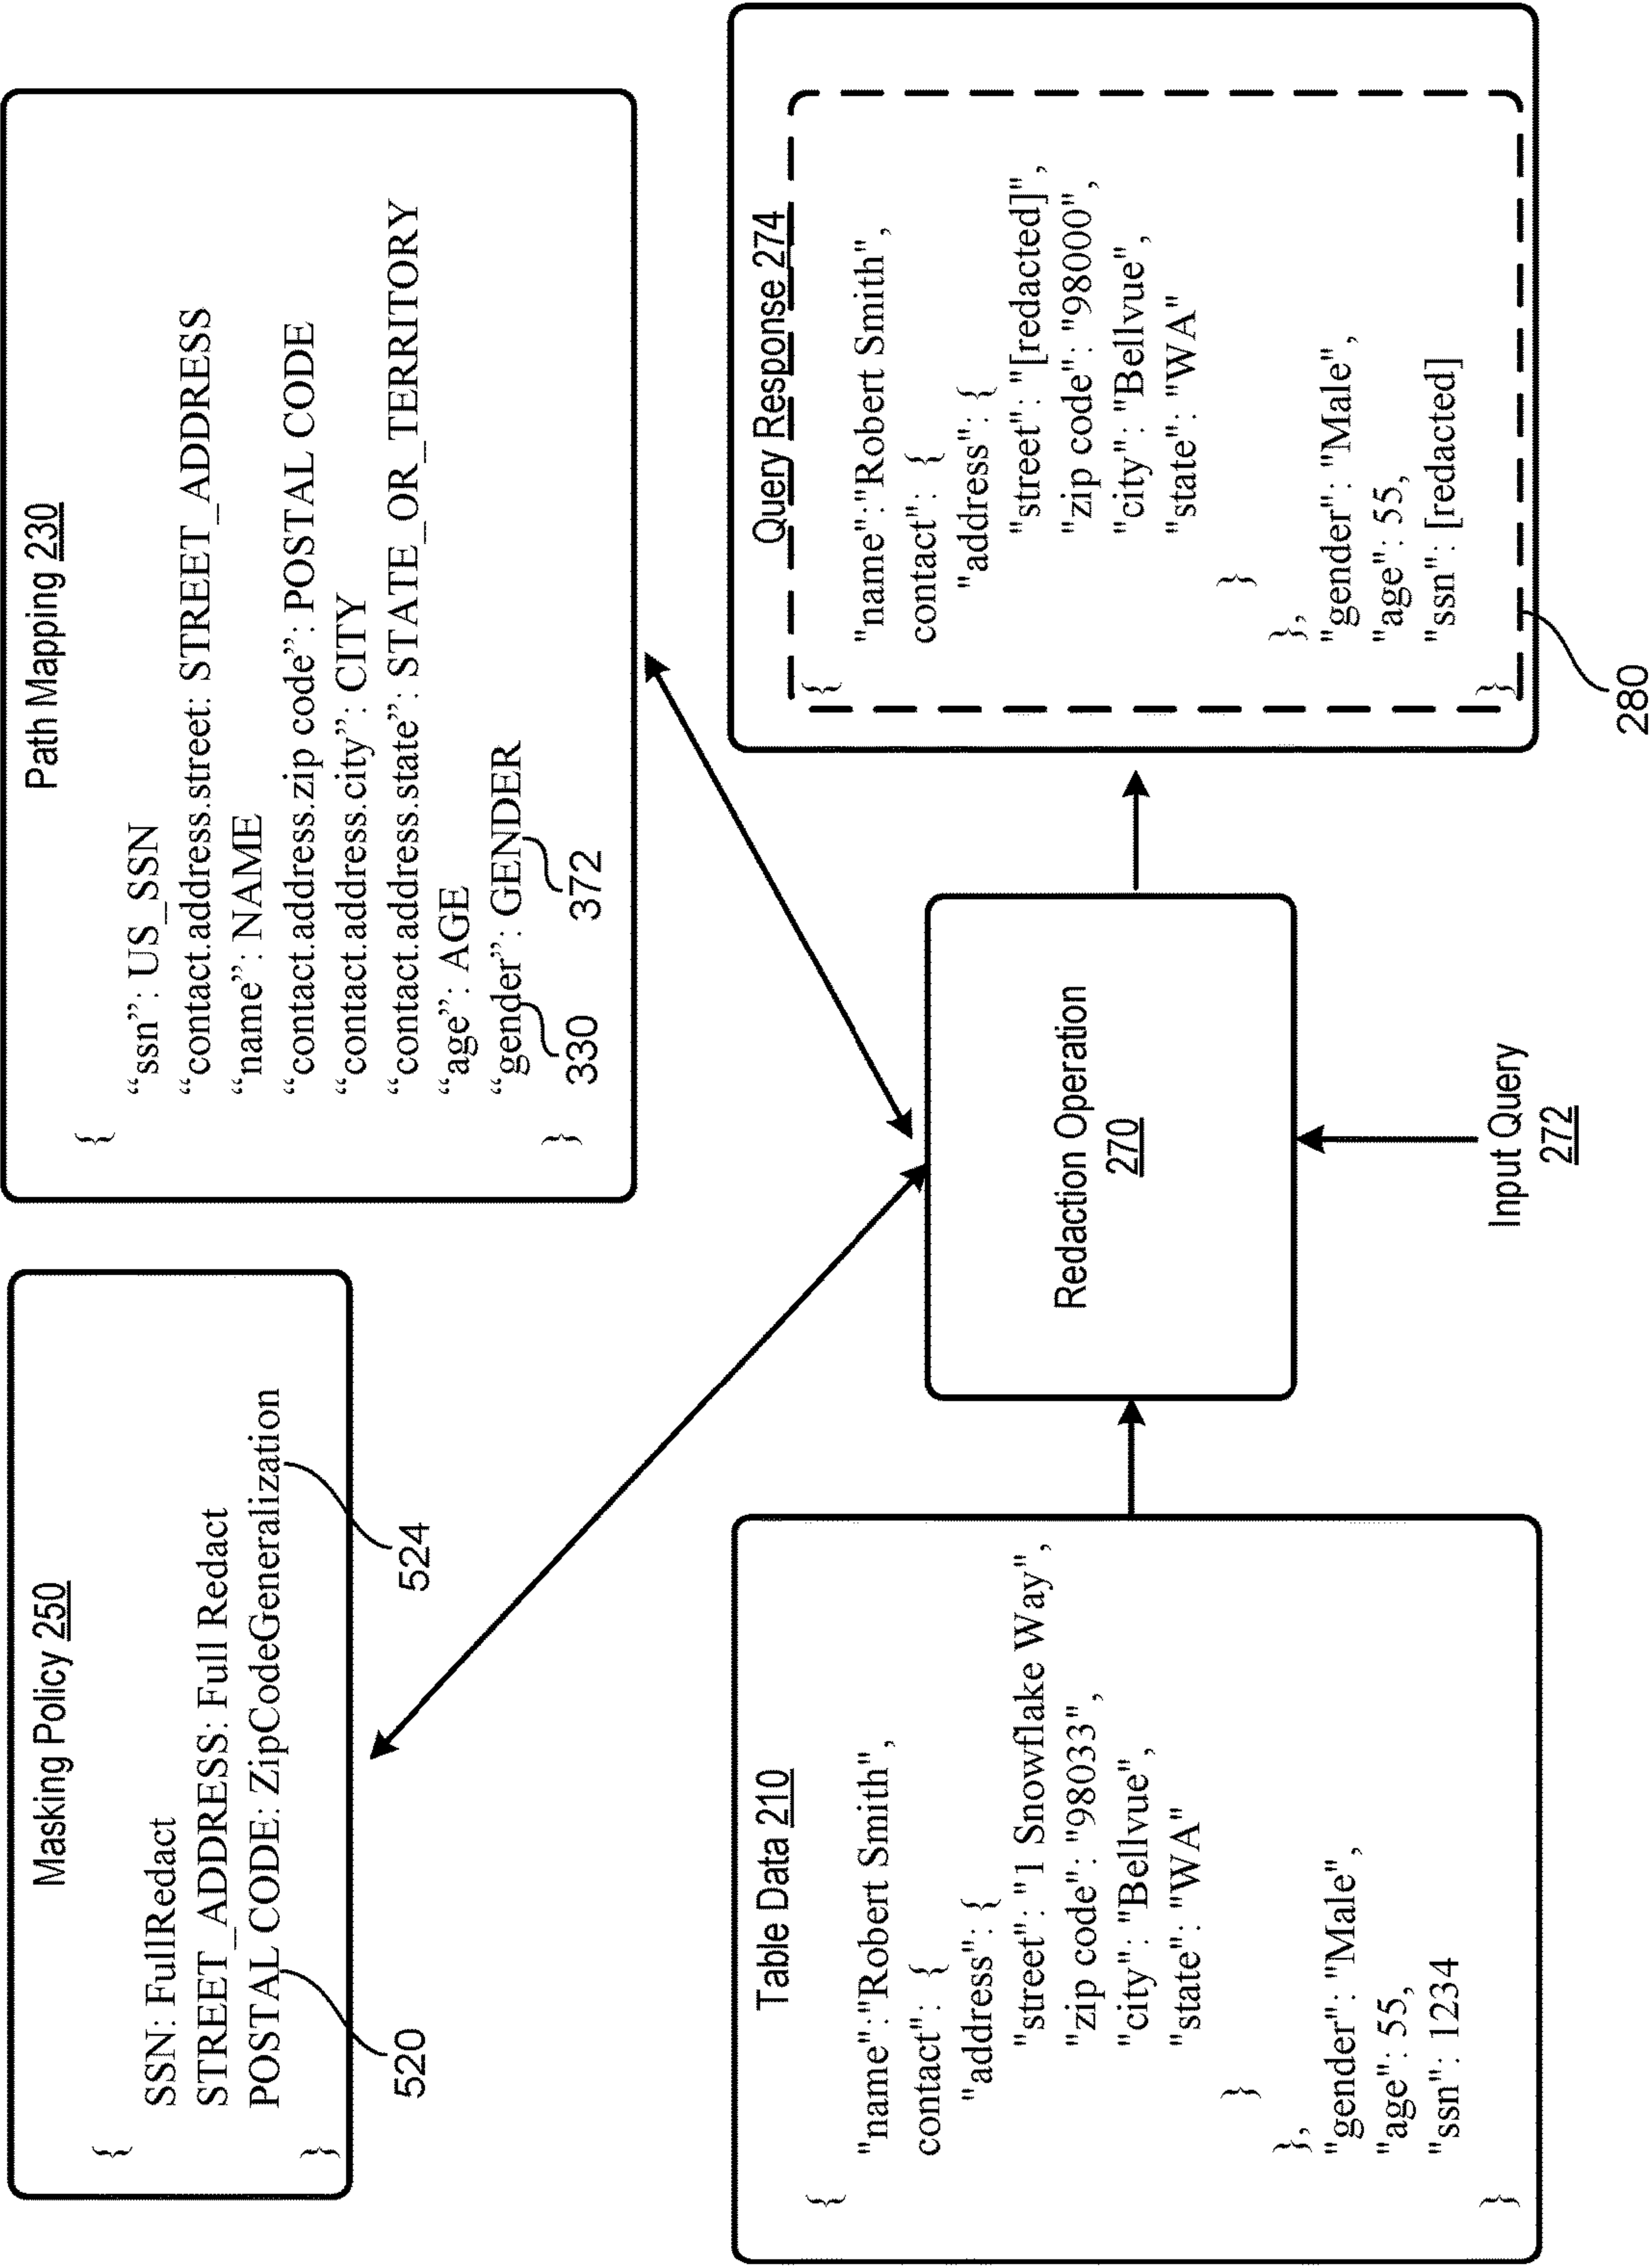 Masking Policy 250
{
SSN: FullRedact
STREET_ADDRESS: Full Redact
POSTAL CODE: ZipCodeGeneralization
}
520
524
Path Mapping 230
{
“ssn”: US_SSN
“contact.address.street: STREET_ADDRESS
“name”: NAME
“contact.address.zip code”: POSTAL CODE
“contact.address.city”: CITY
“contact.address.state”: STATE_OR_TERRITORY
“age”: AGE
“gender”: GENDER
}
330
372
Table Data 210
{
"name":"Robert Smith",
contact": {
"address": {
"street": "1 Snowflake Way",
"zip code": "98033",
"city": "Bellvue",
"state": "WA"
}
},
"gender": "Male",
"age": 55,
"ssn": 1234
}
Redaction Operation
270
Input Query
272
Query Response 274
{
"name":"Robert Smith",
contact": {
"address": {
"street": "[redacted]",
"zip code": "98000",
"city": "Bellvue",
"state": "WA"
}
},
"gender": "Male",
"age": 55,
"ssn": [redacted]
}
280